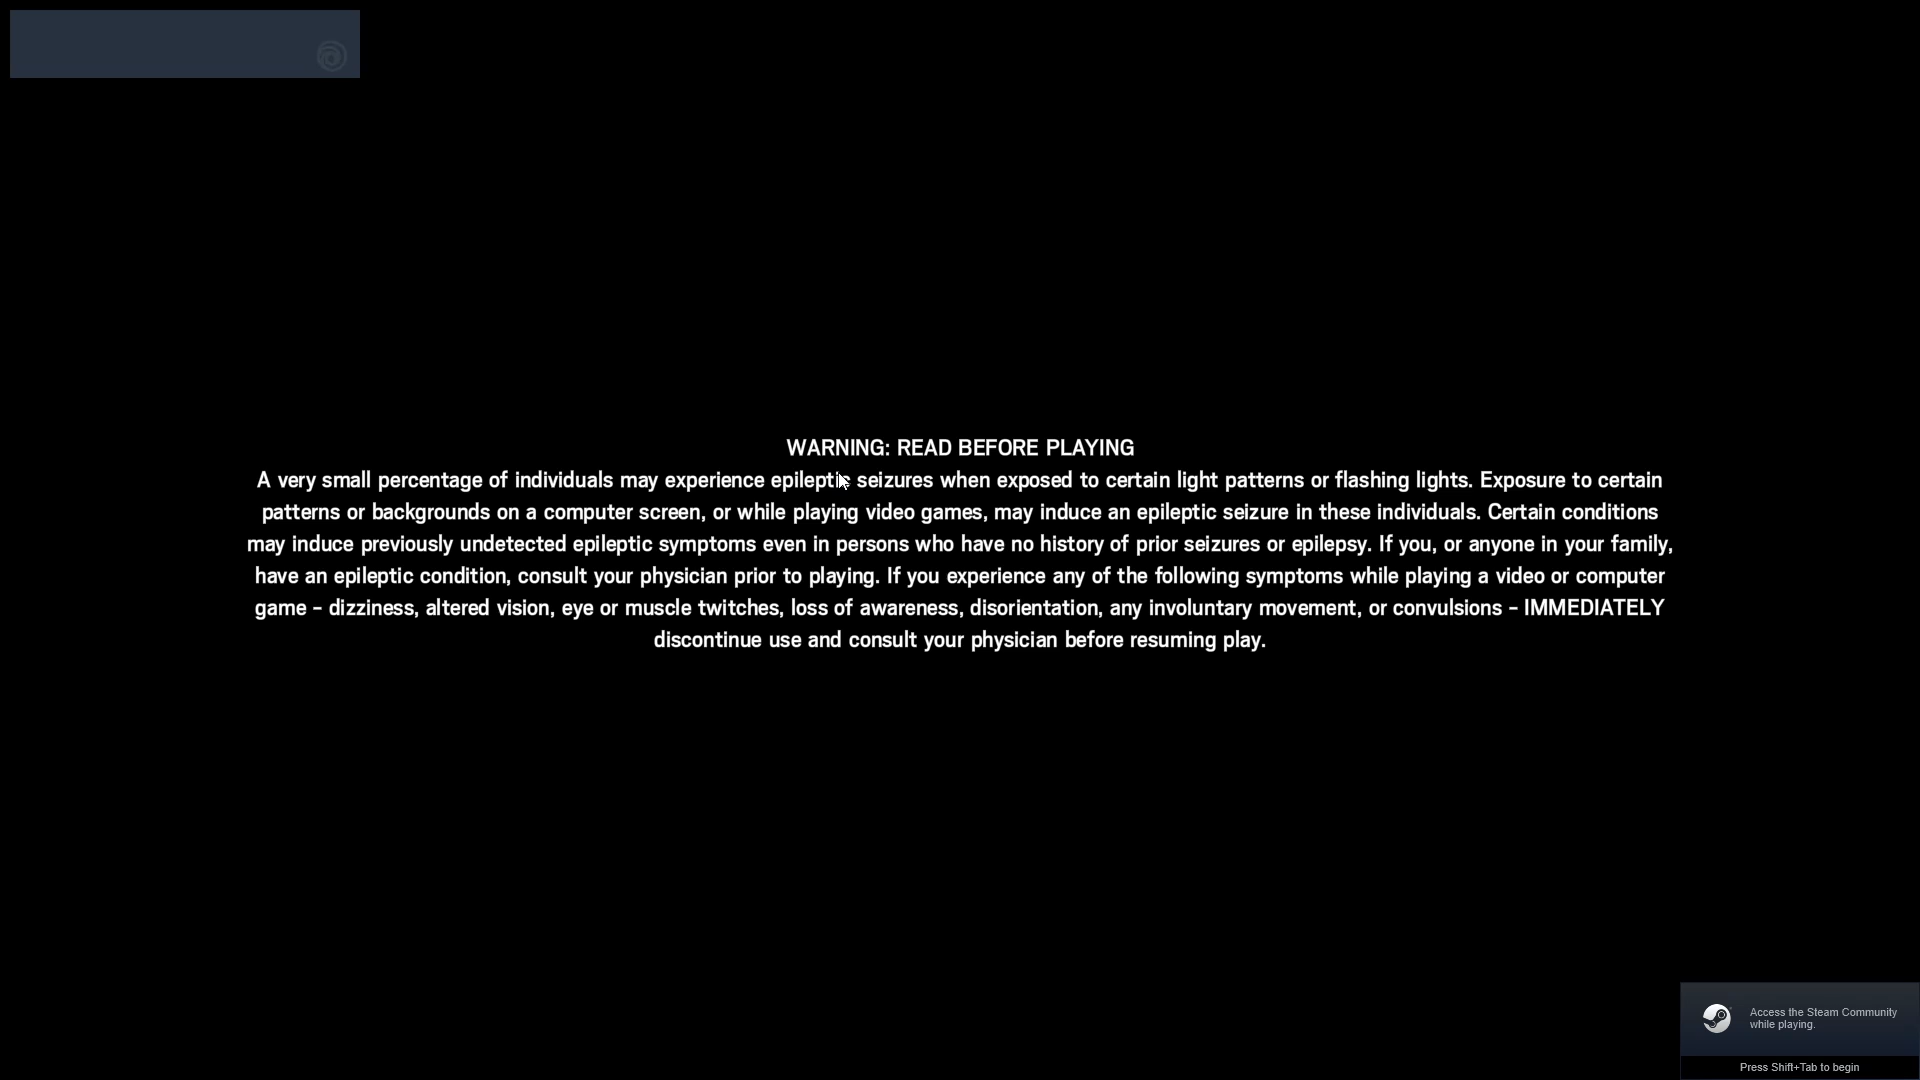 WARNING: READ BEFORE PLAYING
A very small percentage of individuals may experience epileptic seizures when exposed to certain light patterns or flashing lights. Exposure to certain
patterns or backgrounds on a computer screen, or while playing video games, may induce an epileptic seizure in these individuals. Certain conditions
may induce previously undetected epileptic symptoms even in persons who have no history of prior seizures or epilepsy. If you, or anyone in your family,
have an epileptic condition, consult your physician prior to playing. If you experience any of the following symptoms while playing a video or computer
game - dizziness, altered vision, eye or muscle twitches, loss of awareness, disorientation, any involuntary movement, or convulsions - IMMEDIATELY
discontinue use and consult your physician before resuming play.
Access the Steam Community
while playing.
Press Shift+Tab to begin